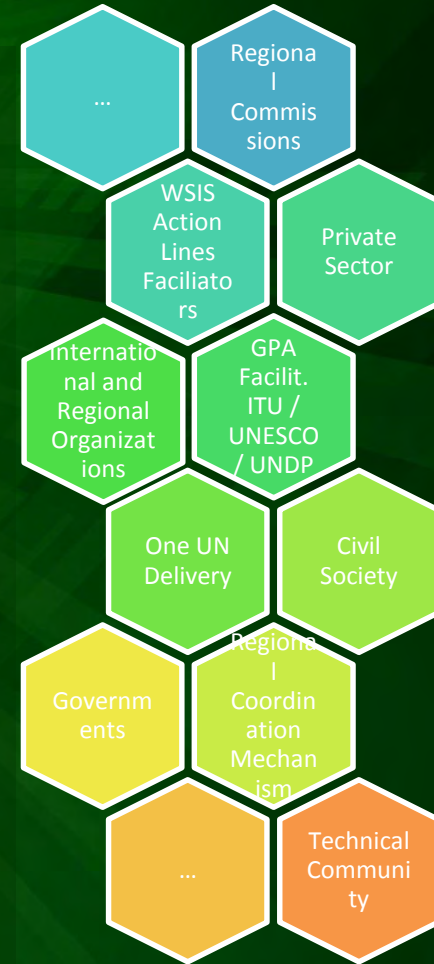 ...
Regiona
l
Commis
sions
WSIS
Action
Lines
Faciliato
rs
Private
Sector
Internatio
nal and
Regional
Organizat
ions
GPA
Facilit.
ITU /
UNESCO
/ UNDP
One UN
Delivery
Civil
Society
Governm
ents
Regiona
l
Coordin
ation
Mechan
ism
...
Technical
Communi
ty